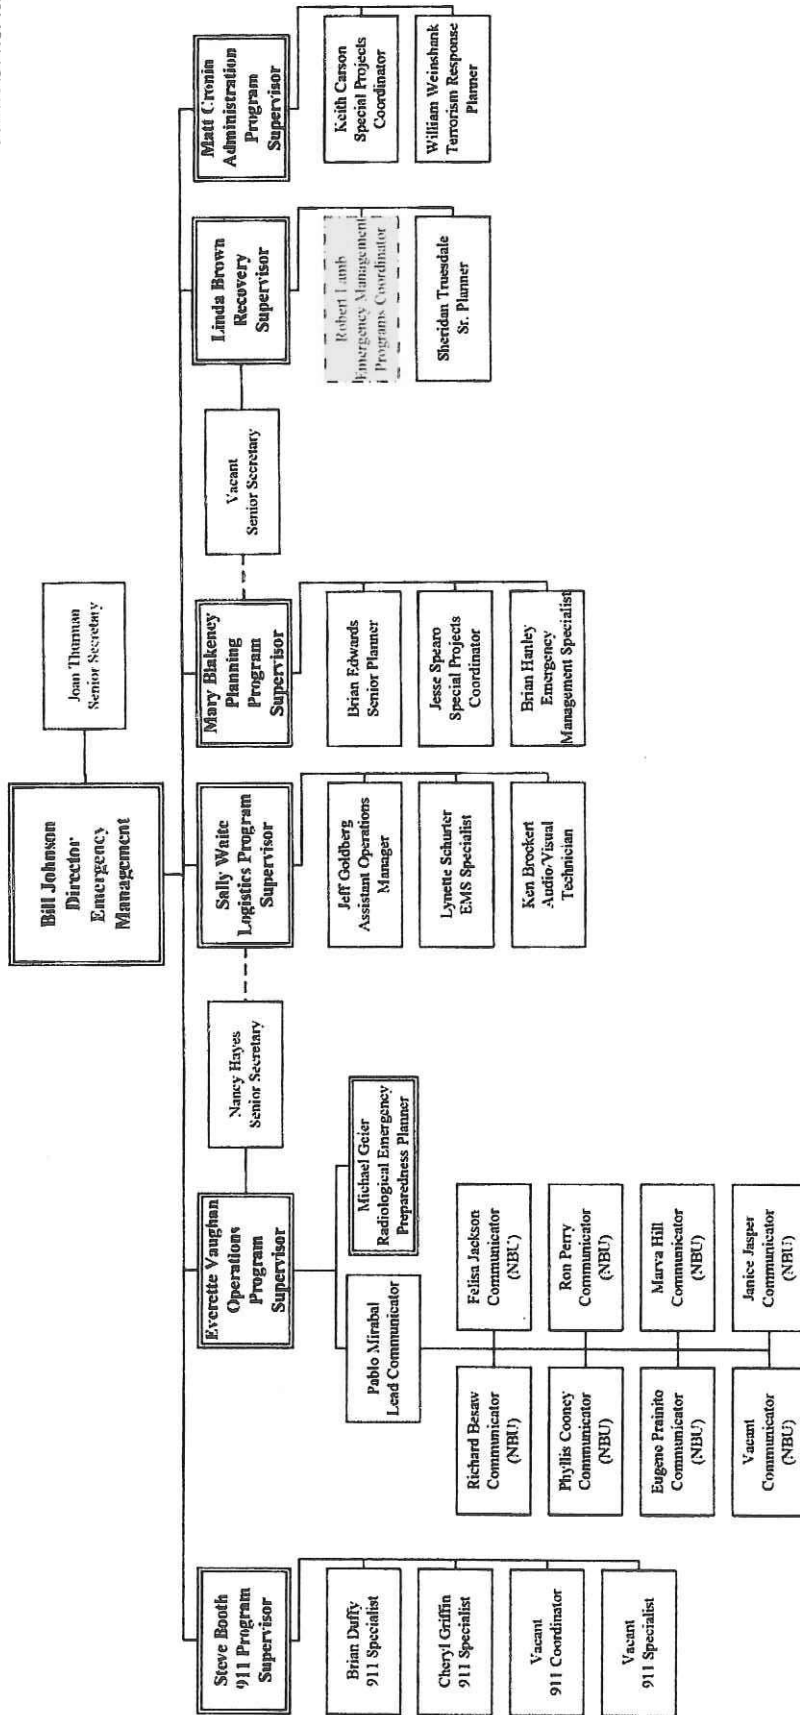 Bill Johnson
Director
Emergency
Management
Joan Thurman
Senior Secretary
Steve Booth
911 Program
Supervisor
Brian Duffy
911 Specialist
Cheryl Griffin
911 Specialist
Vacant
911 Coordinator
Vacant
911 Specialist
Everette Vaughan
Operations
Program
Supervisor
Nancy Hayes
Senior Secretary
Pablo Mirabal
Lead Communicator
Michael Geier
Radiological Emergency
Preparedness Planner
Richard Besaw
Communicator
(NBU)
Felisa Jackson
Communicator
(NBU)
Phyllis Cooney
Communicator
(NBU)
Ron Perry
Communicator
(NBU)
Eugene Prainito
Communicator
(NBU)
Marva Hill
Communicator
(NBU)
Vacant
Communicator
(NBU)
Janice Jasper
Communicator
(NBU)
Sally Waite
Logistics Program
Supervisor
Jeff Goldberg
Assistant Operations
Manager
Lynette Schurter
EMS Specialist
Ken Brockert
Audio/Visual
Technician
Mary Blakeney
Planning
Program
Supervisor
Brian Edwards
Senior Planner
Jesse Spearo
Special Projects
Coordinator
Brian Hanley
Emergency
Management Specialist
Vacant
Senior Secretary
Linda Brown
Recovery
Supervisor
Robert Lamb
Emergency Management
Programs Coordinator
Sheridan Truesdale
Sr. Planner
Matt Cronin
Administration
Program
Supervisor
Keith Carson
Special Projects
Coordinator
William Weinshank
Terrorism Response
Planner